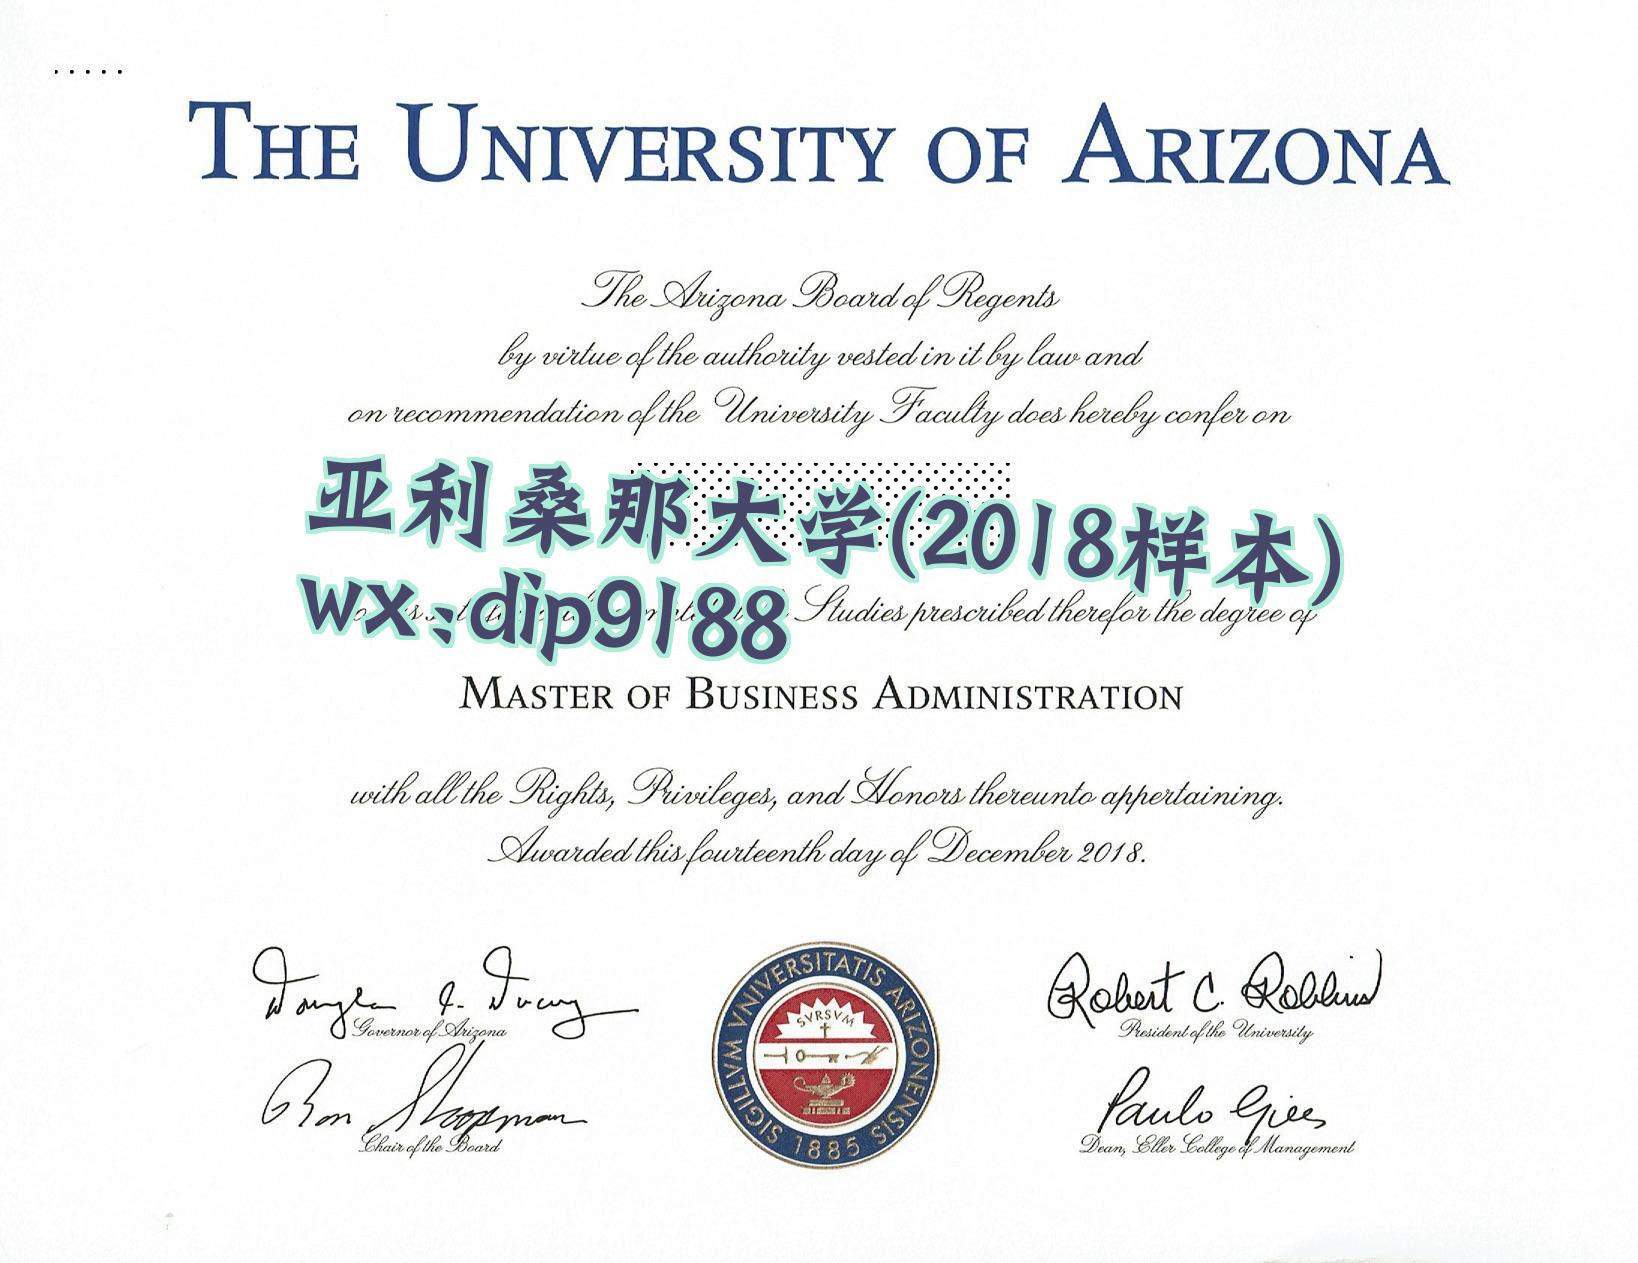 THE UNIVERSITY OF ARIZONA
The Arizona Board of Regents
by virtue of the authority vested in it by law and
on recommendation of the University Faculty does hereby confer on
亚利桑那大学(2018样本)
wx:dip9188
Studies prescribed therefor the degree of
MASTER OF BUSINESS ADMINISTRATION
with all the Rights, Privileges, and Honors thereunto appertaining.
Awarded this fourteenth day of December 2018.
Governor of Arizona
Robert C. Robbins
President of the University
Ron Shoopman
Chair of the Board
Paulo Goes
Dean, Eller College of Management
SIGILLVM VNIVERSITATIS ARIZONENSIS
SVRSVM
1885